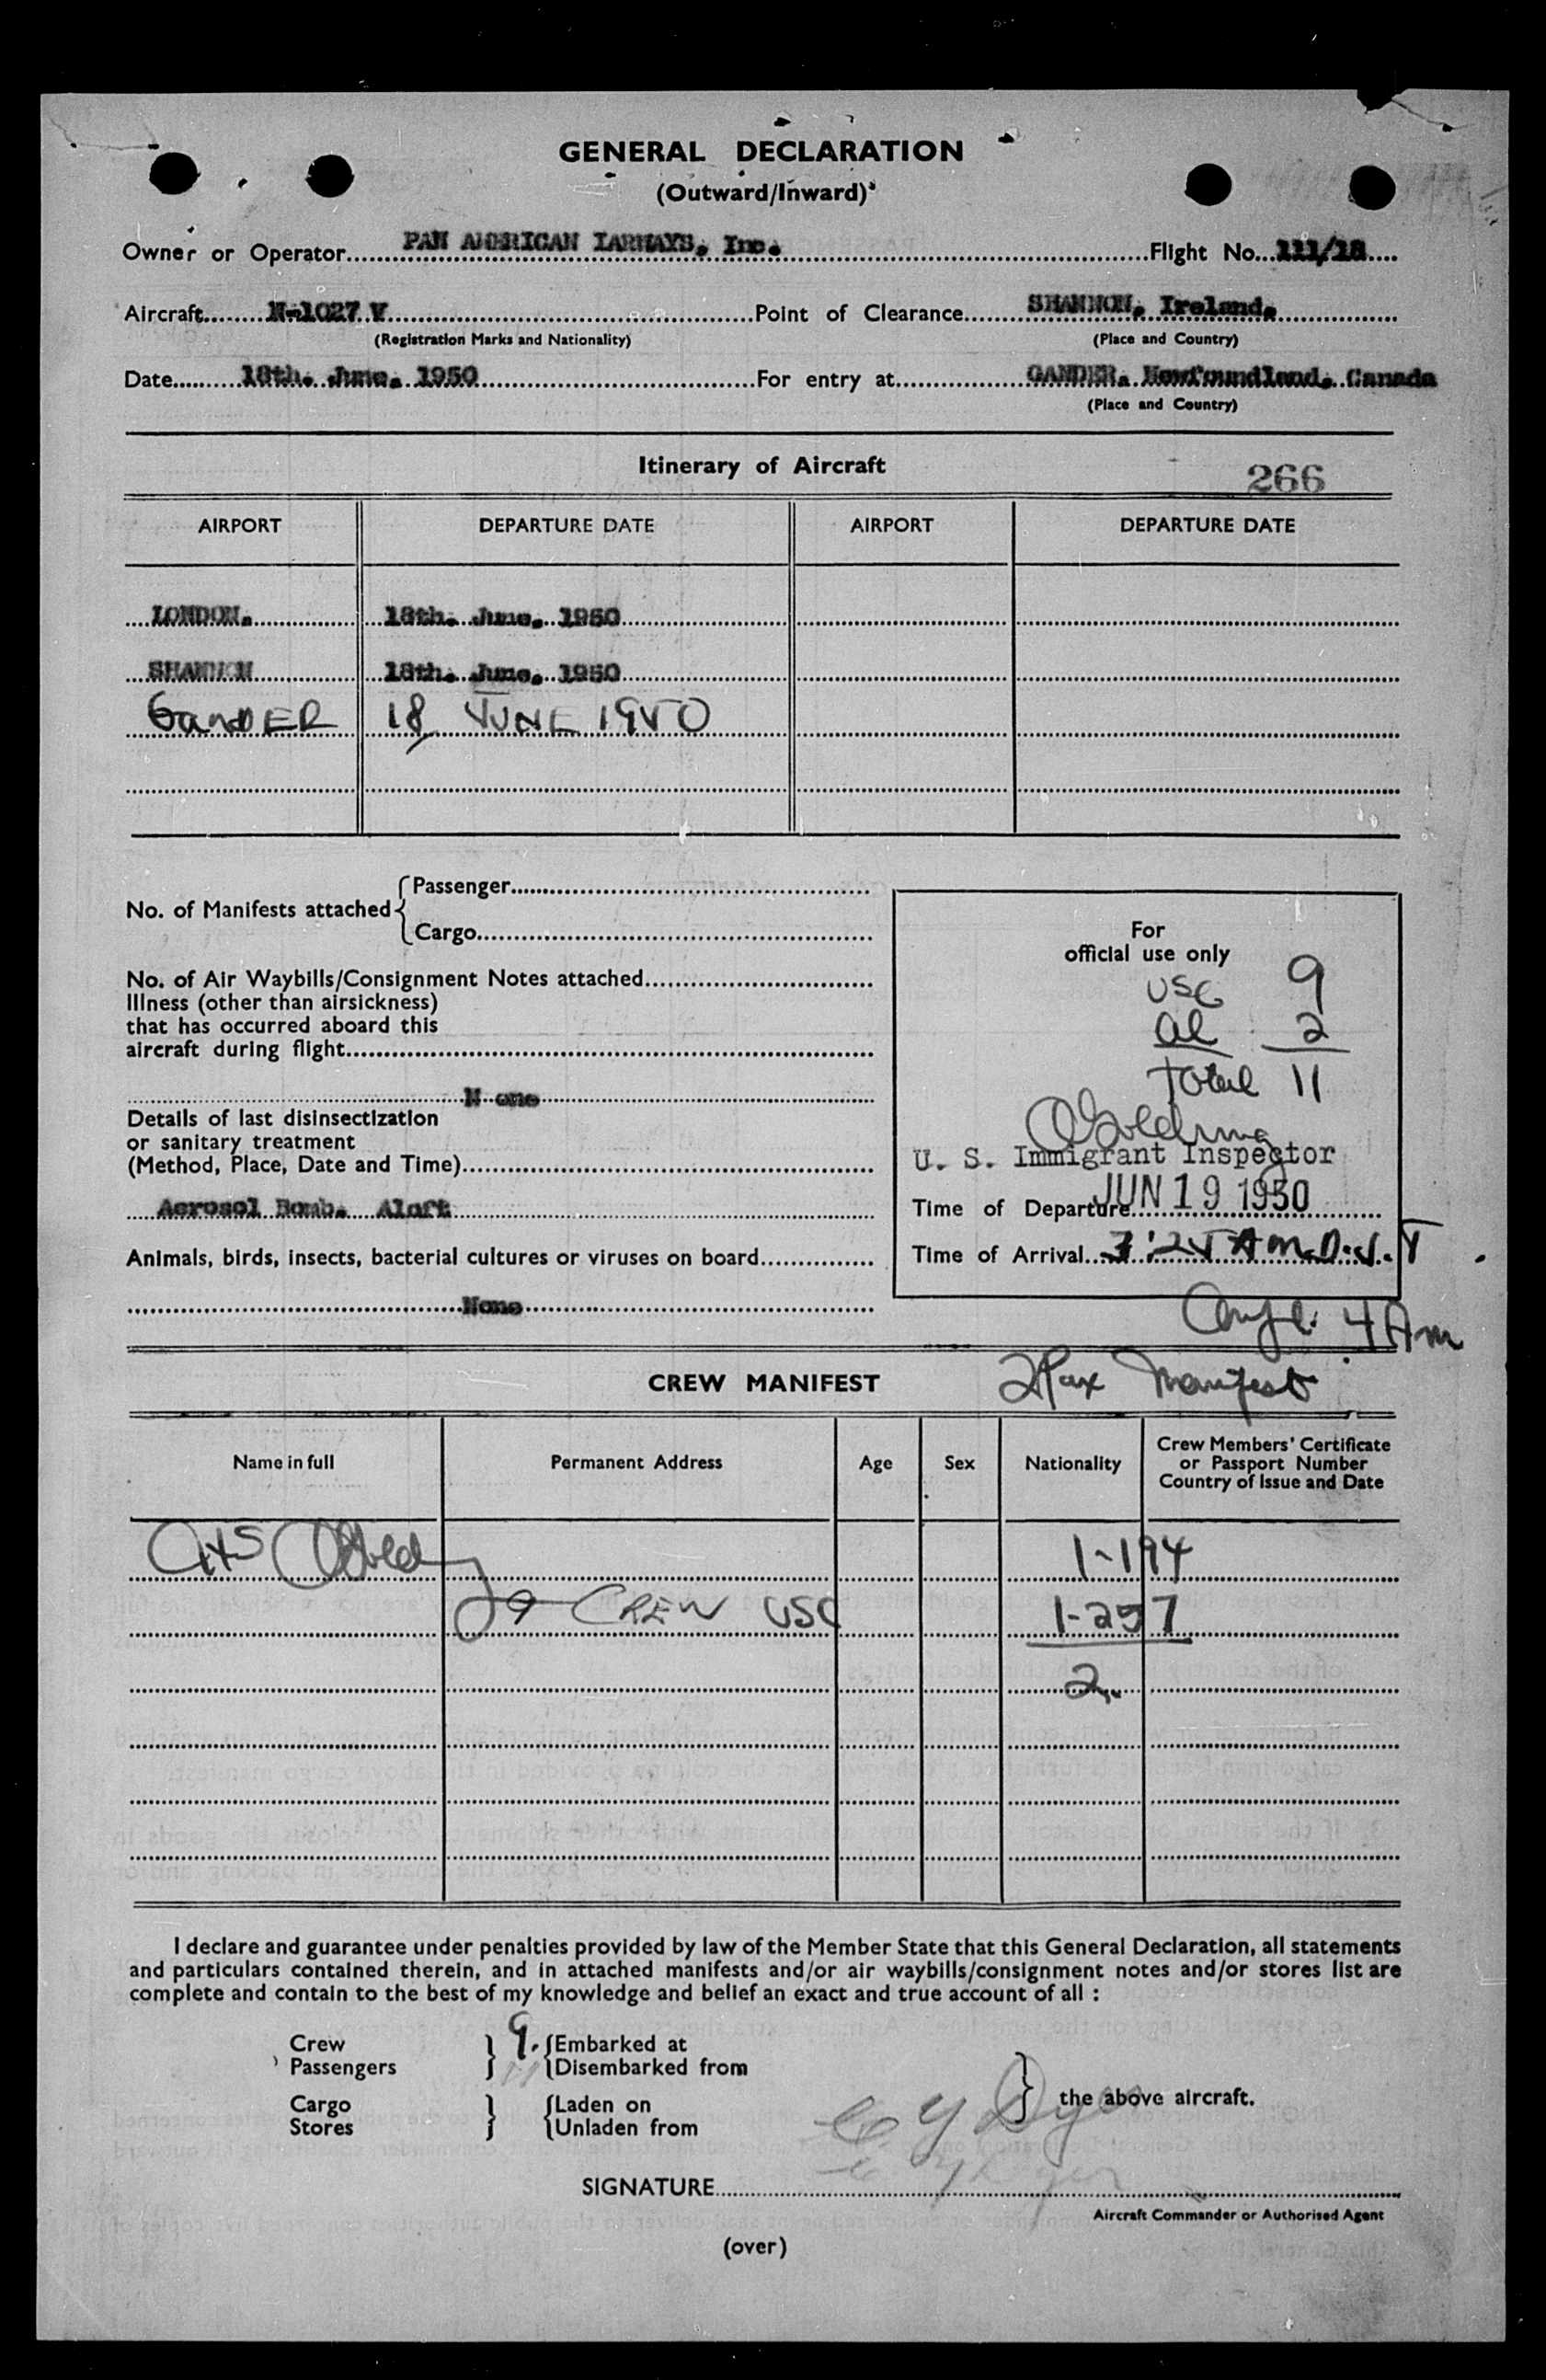 GENERAL DECLARATION
(Outward/Inward)
Owner or Operator PAN AMERICAN IARWAYS, Inc. Flight No. 111/18
Aircraft N-1027 V Point of Clearance SHANNON, Ireland.
(Registration Marks and Nationality) (Place and Country)
Date 18th. June. 1950 For entry at GANDER. Newfoundland. Canada
(Place and Country)
Itinerary of Aircraft
266
AIRPORT DEPARTURE DATE AIRPORT DEPARTURE DATE
LONDON. 18th. June. 1950
SHANNON 18th. June. 1950
GANDER 18 JUNE 1950
No. of Manifests attached { Passenger
Cargo
No. of Air Waybills/Consignment Notes attached
Illness (other than airsickness)
that has occurred aboard this
aircraft during flight
N one
Details of last disinsectization
or sanitary treatment
(Method, Place, Date and Time)
Aerosol Bomb. Aloft
Animals, birds, insects, bacterial cultures or viruses on board
None
For
official use only
USC 9
al 2
Total 11
U. S. Immigrant Inspector
Time of Departure JUN 19 1950
Time of Arrival 3:25 AM D.S.T
4 Am
CREW MANIFEST 2 Pax Manifest
Name in full Permanent Address Age Sex Nationality Crew Members' Certificate
or Passport Number
Country of Issue and Date
1-194
9 CREW USC 1-257
2
I declare and guarantee under penalties provided by law of the Member State that this General Declaration, all statements
and particulars contained therein, and in attached manifests and/or air waybills/consignment notes and/or stores list are
complete and contain to the best of my knowledge and belief an exact and true account of all :
Crew } 9. { Embarked at
Passengers Disembarked from
} the above aircraft.
Cargo } { Laden on
Stores Unladen from
SIGNATURE
Aircraft Commander or Authorised Agent
(over)